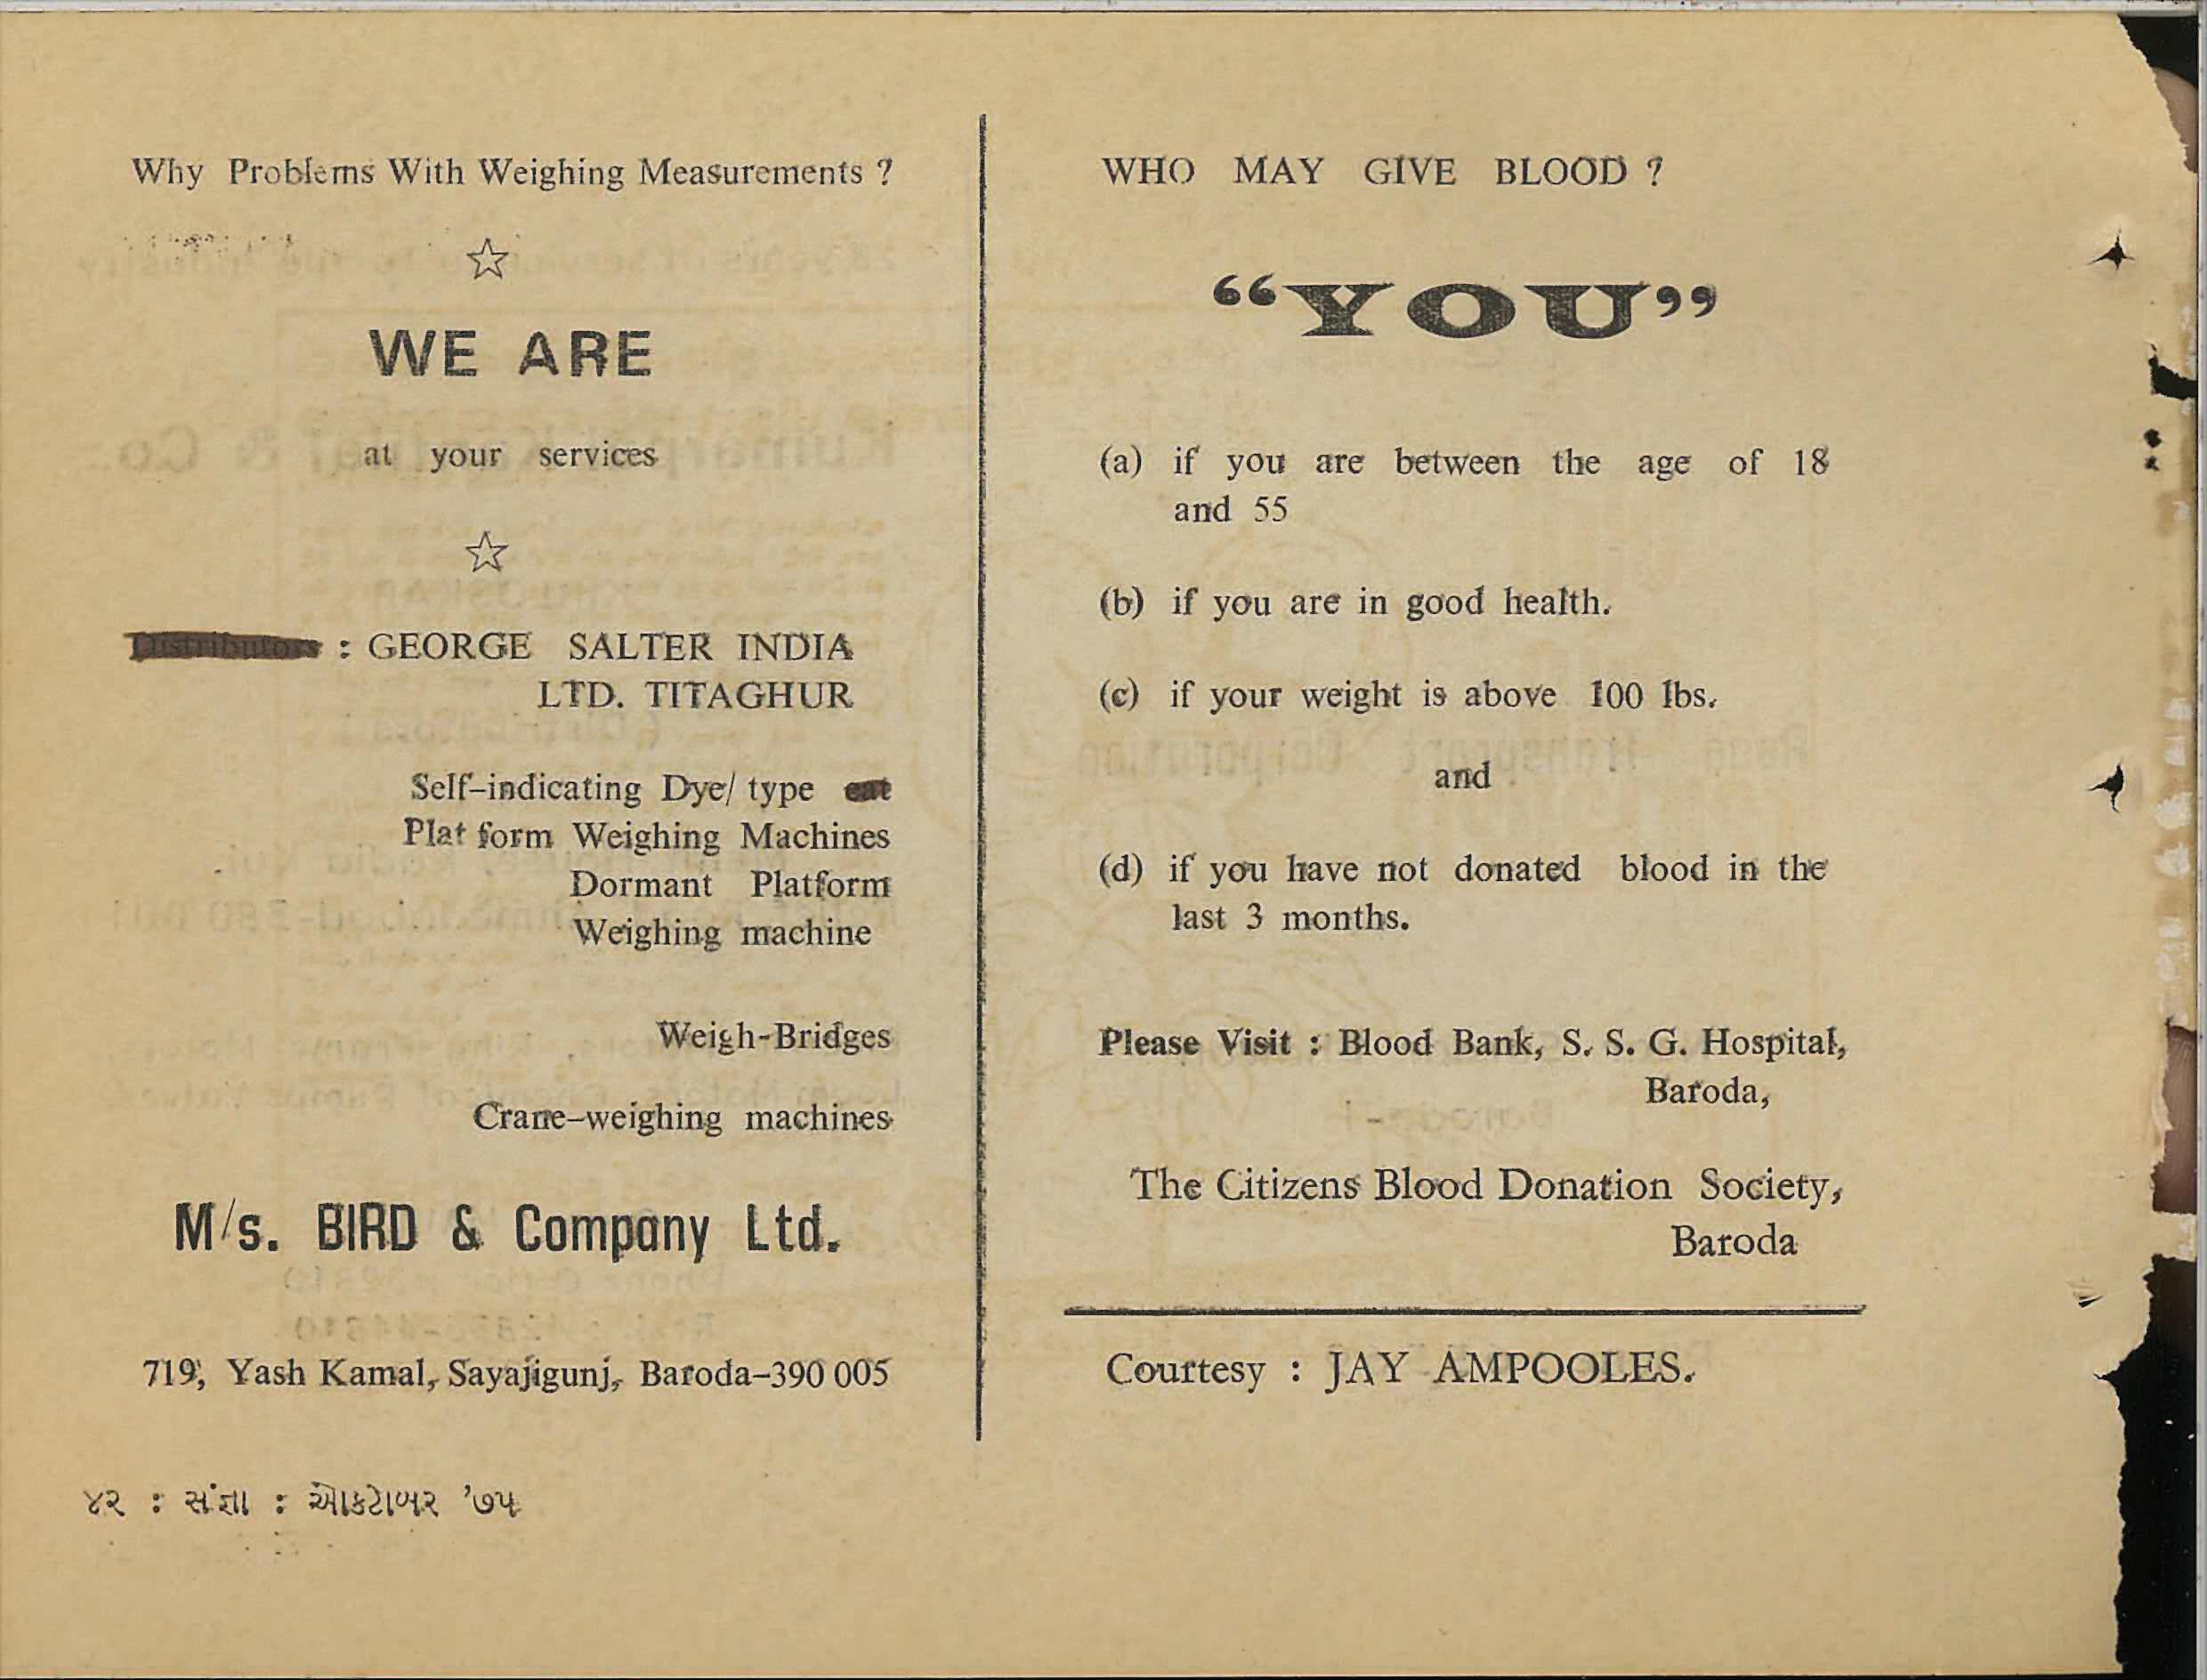 Why Problems With Weighing Measurements ?
☆
WE ARE
at your services
☆
Distributors : GEORGE SALTER INDIA
LTD. TITAGHUR
Self-indicating Dye/ type
Plat form Weighing Machines
Dormant Platform
Weighing machine
Weigh-Bridges
Crane-weighing machines
M/s. BIRD & Company Ltd.
719, Yash Kamal, Sayajigunj, Baroda-390 005
૪૨ : સંજ્ઞા : ઓકટોબર '૭૫
WHO MAY GIVE BLOOD ?
“YOU”
(a) if you are between the age of 18
and 55
(b) if you are in good health.
(c) if your weight is above 100 lbs.
and
(d) if you have not donated blood in the
last 3 months.
Please Visit : Blood Bank, S. S. G. Hospital,
Baroda,
The Citizens Blood Donation Society,
Baroda
Courtesy : JAY AMPOOLES.